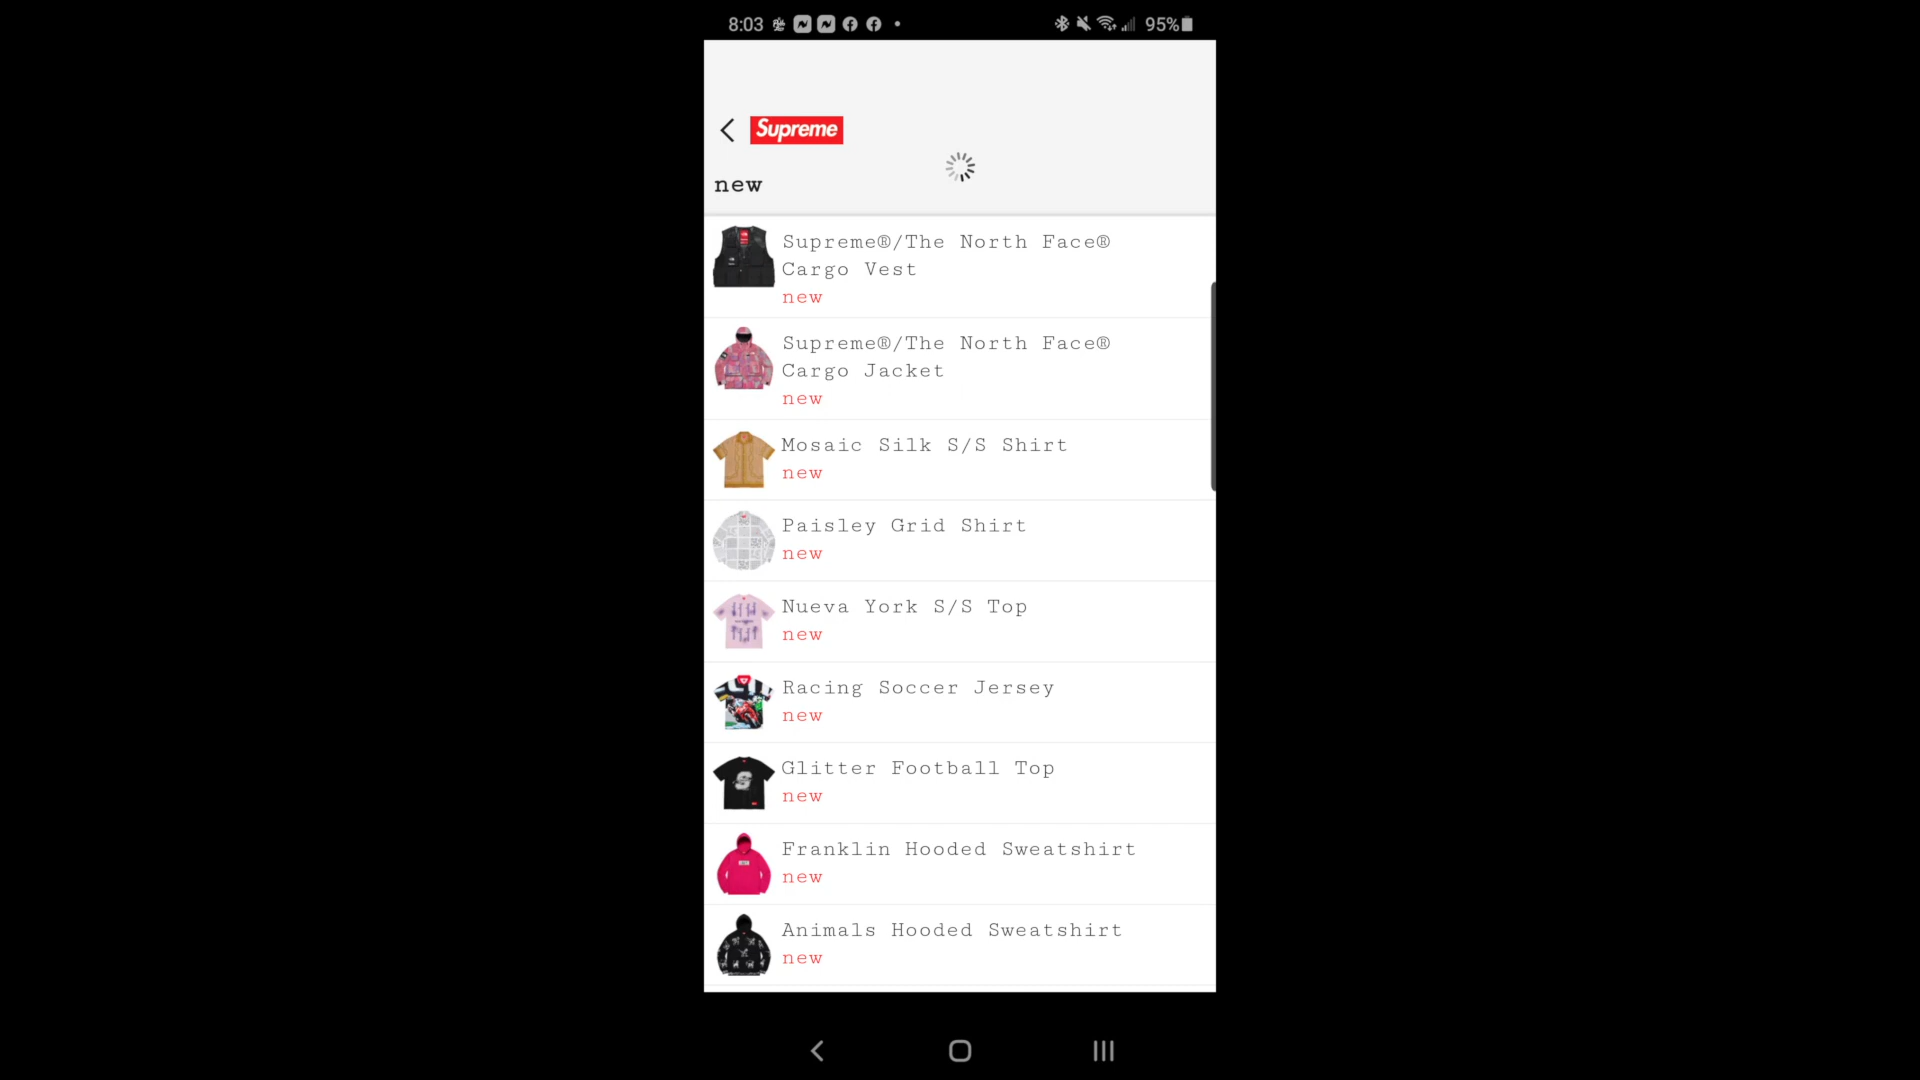 8:03
95%
Supreme
new
Supreme®/The North Face®
Cargo Vest
new
Supreme®/The North Face®
Cargo Jacket
new
Mosaic Silk S/S Shirt
new
Paisley Grid Shirt
new
Nueva York S/S Top
new
Racing Soccer Jersey
new
Glitter Football Top
new
Franklin Hooded Sweatshirt
new
Animals Hooded Sweatshirt
new